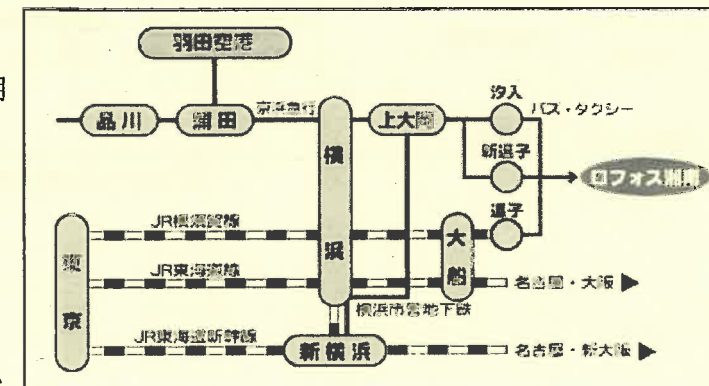 羽田空港
品川
蒲田
京浜急行
横浜
上大岡
汐入
バス・タクシー
新逗子
ロフォス湘南
逗子
東京
JR横須賀線
大船
JR東海道線
名古屋・大阪
横浜市営地下鉄
JR東海道新幹線
新横浜
名古屋・新大阪